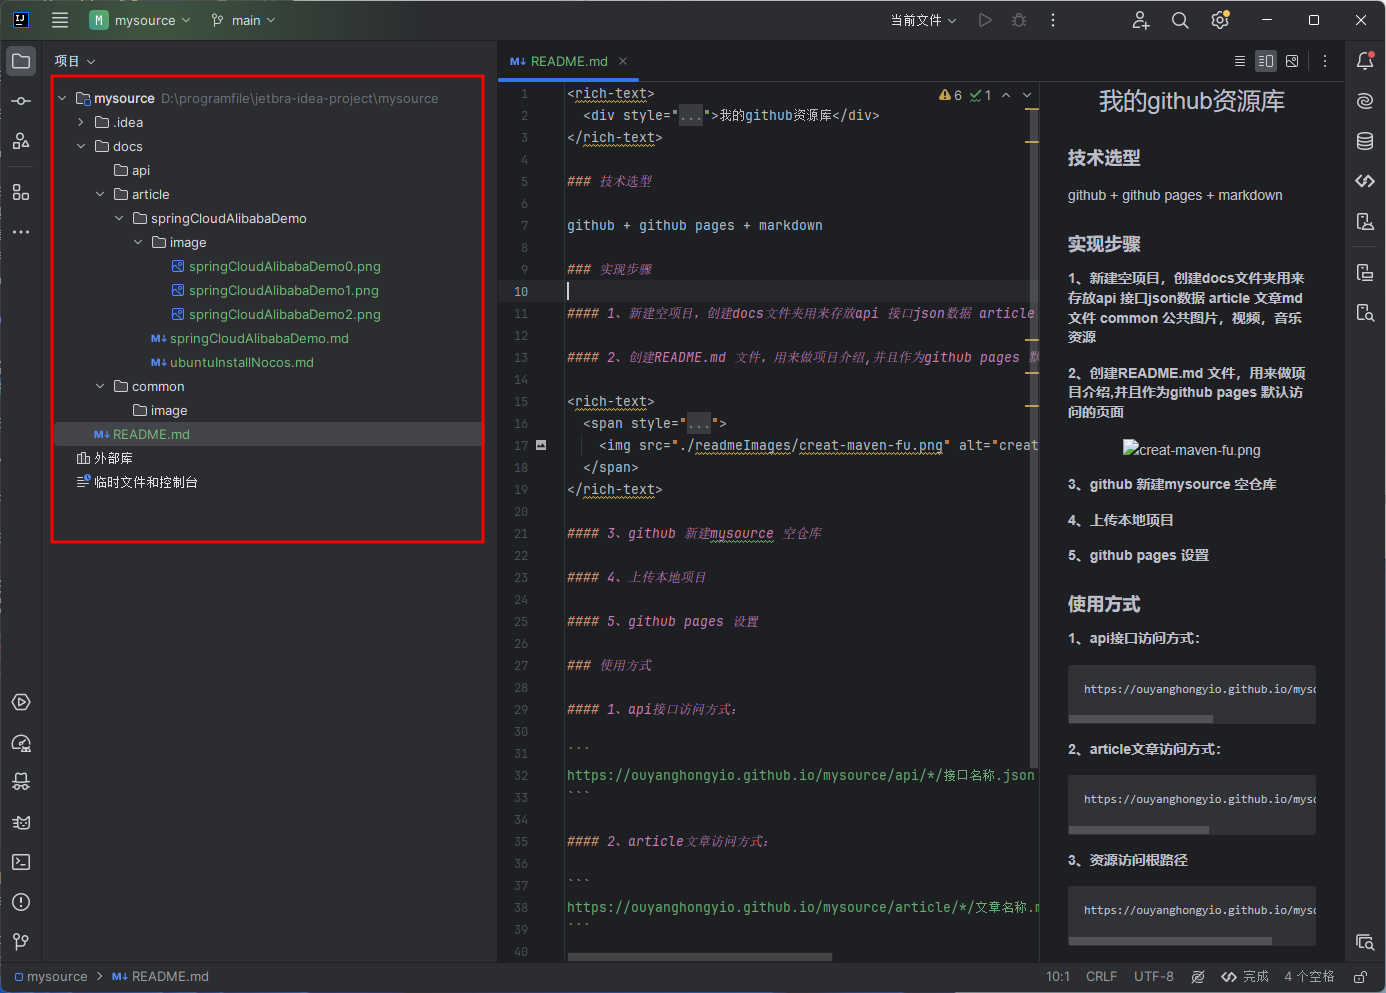 M mysource main 当前文件
项目
mysource D:\programfile\jetbra-idea-project\mysource
.idea
docs
api
article
springCloudAlibabaDemo
image
springCloudAlibabaDemo0.png
springCloudAlibabaDemo1.png
springCloudAlibabaDemo2.png
M↓ springCloudAlibabaDemo.md
M↓ ubuntuInstallNocos.md
common
image
M↓ README.md
外部库
临时文件和控制台
M↓ README.md
6 1
1 <rich-text>
2 <div style="...">我的github资源库</div>
3 </rich-text>
4
5 ### 技术选型
6
7 github + github pages + markdown
8
9 ### 实现步骤
10
11 #### 1、新建空项目，创建docs文件夹用来存放api 接口json数据 article
12
13 #### 2、创建README.md 文件，用来做项目介绍,并且作为github pages 默
14
15 <rich-text>
16 <span style="...">
17 <img src="./readmeImages/creat-maven-fu.png" alt="creat
18 </span>
19 </rich-text>
20
21 #### 3、github 新建mysource 空仓库
22
23 #### 4、上传本地项目
24
25 #### 5、github pages 设置
26
27 ### 使用方式
28
29 #### 1、api接口访问方式：
30
31 ```
32 https://ouyanghongyio.github.io/mysource/api/*/接口名称.json
33 ```
34
35 #### 2、article文章访问方式：
36
37 ```
38 https://ouyanghongyio.github.io/mysource/article/*/文章名称.m
39 ```
40
我的github资源库
技术选型
github + github pages + markdown
实现步骤
1、新建空项目，创建docs文件夹用来
存放api 接口json数据 article 文章md
文件 common 公共图片，视频，音乐
资源
2、创建README.md 文件，用来做项
目介绍,并且作为github pages 默认访
问的页面
creat-maven-fu.png
3、github 新建mysource 空仓库
4、上传本地项目
5、github pages 设置
使用方式
1、api接口访问方式：
https://ouyanghongyio.github.io/myso
2、article文章访问方式：
https://ouyanghongyio.github.io/myso
3、资源访问根路径
https://ouyanghongyio.github.io/myso
mysource M↓ README.md
10:1 CRLF UTF-8 完成 4 个空格